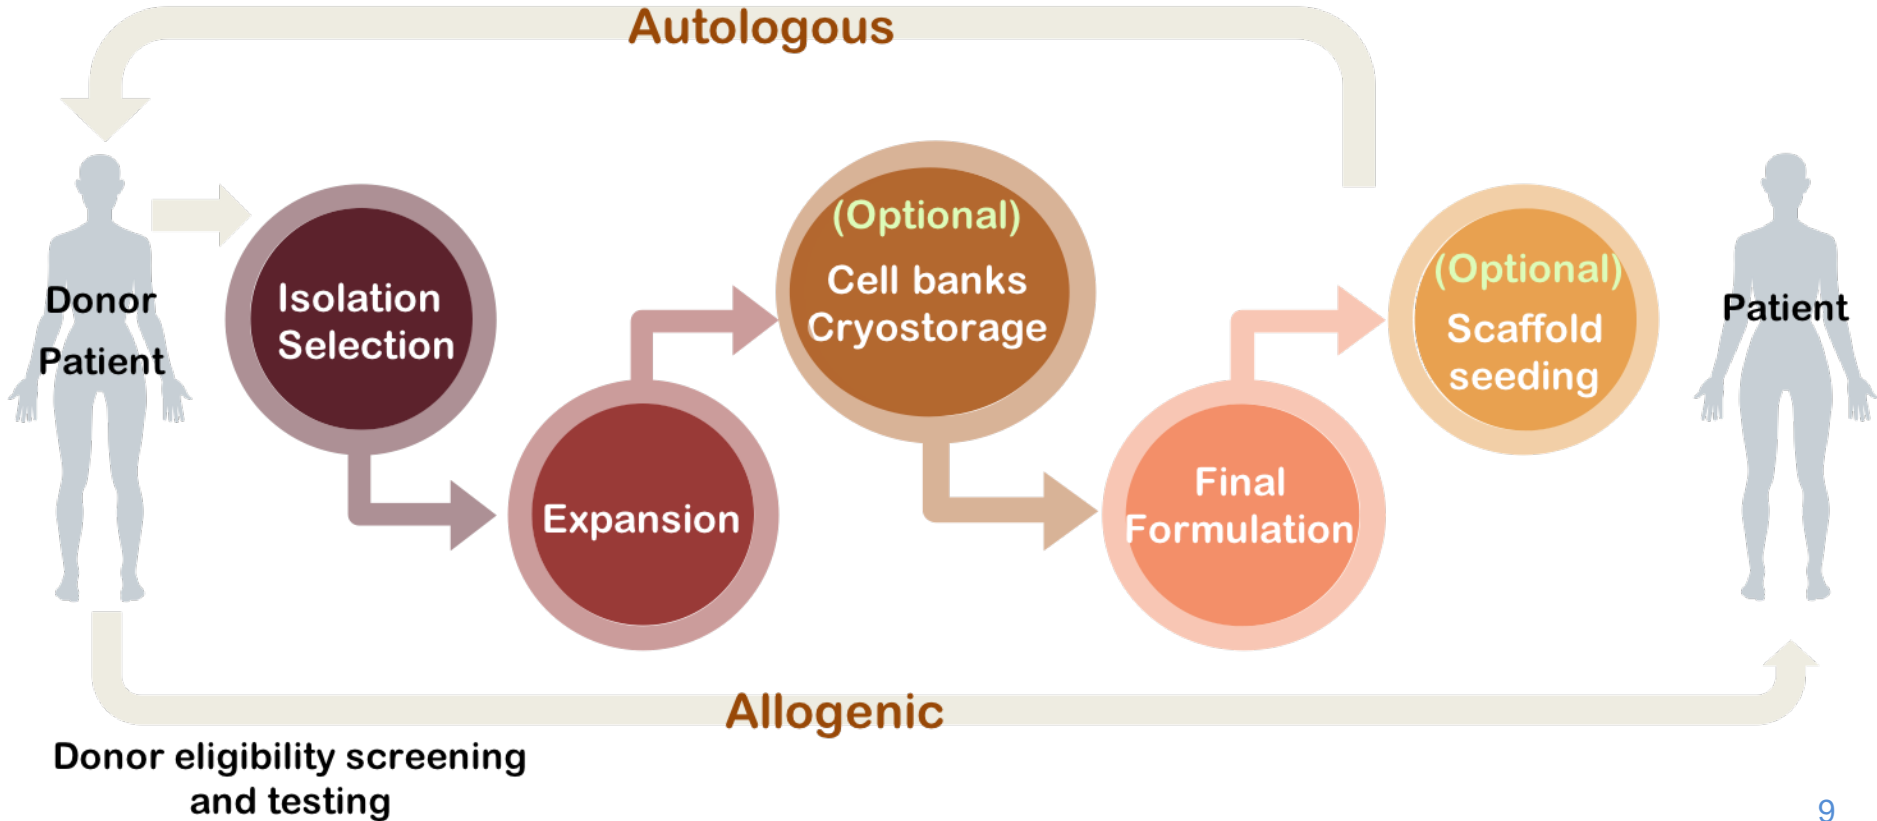 Autologous
Donor
Patient
Isolation
Selection
Expansion
(Optional)
Cell banks
Cryostorage
Final
Formulation
(Optional)
Scaffold
seeding
Patient
Allogenic
Donor eligibility screening
and testing
9